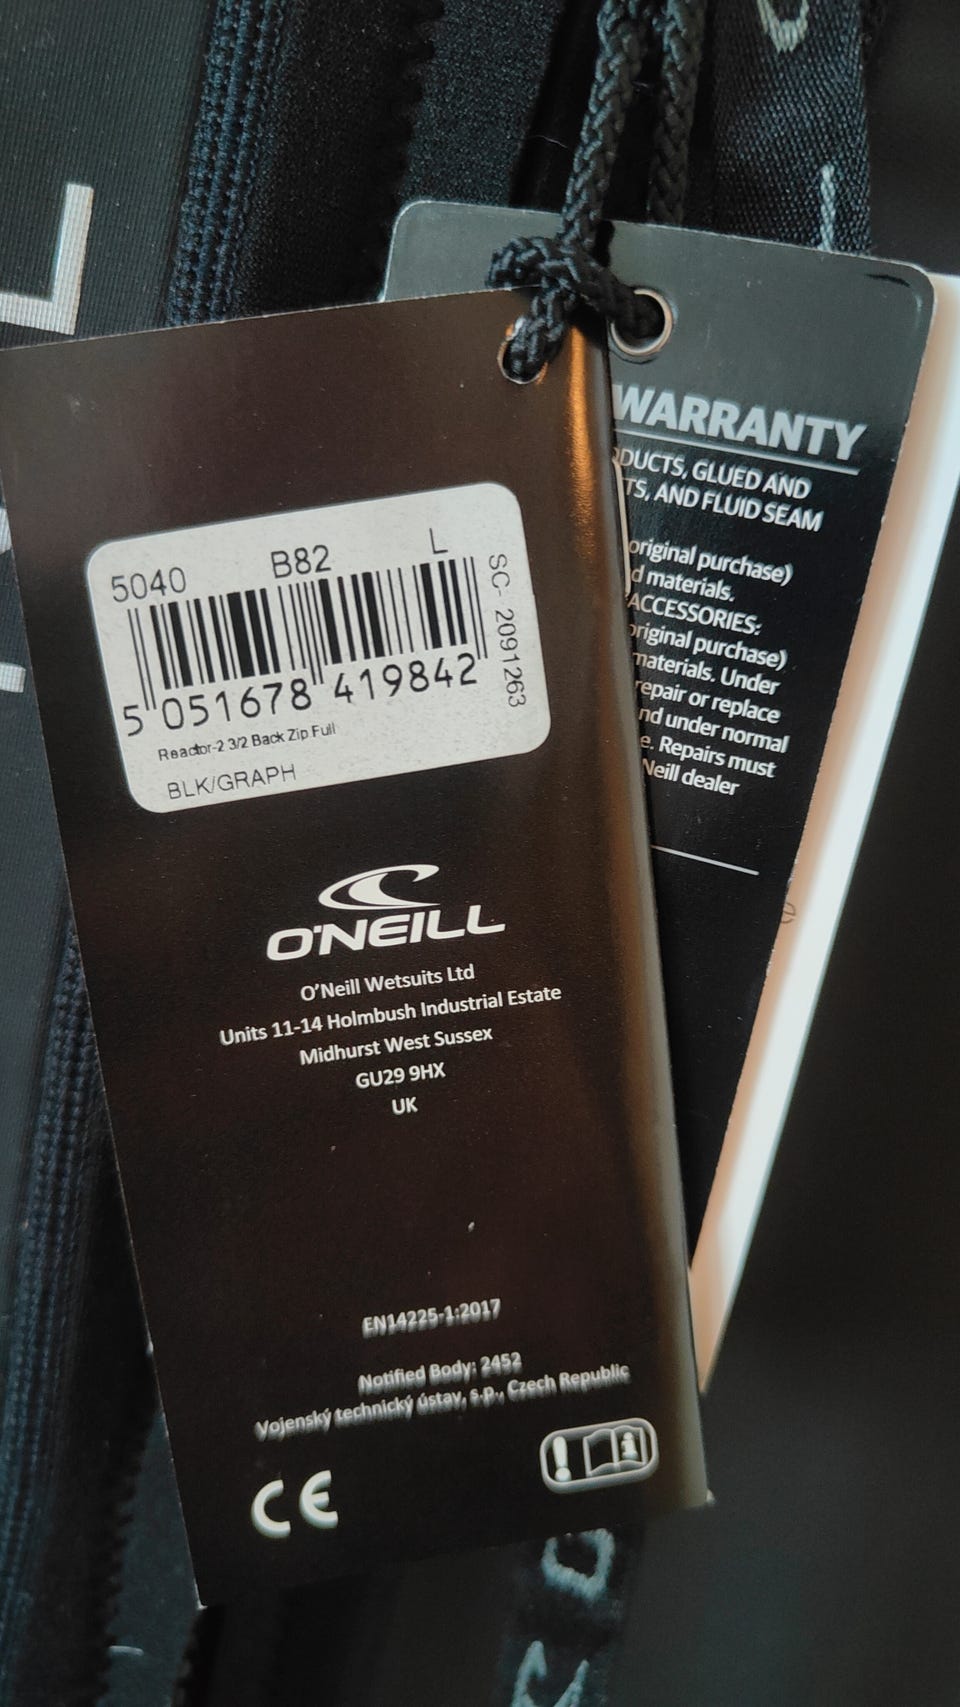 5040 B82 L
SC- 2091263
5 051678 419842
Reactor-2 3/2 Back Zip Full
BLK/GRAPH
O'NEILL
O'Neill Wetsuits Ltd
Units 11-14 Holmbush Industrial Estate
Midhurst West Sussex
GU29 9HX
UK
EN14225-1:2017
Notified Body: 2452
Vojenský technický ústav, s.p., Czech Republic
CE
WARRANTY
DUCTS, GLUED AND
TS, AND FLUID SEAM
original purchase)
d materials.
ACCESSORIES:
original purchase)
materials. Under
repair or replace
nd under normal
e. Repairs must
Neill dealer